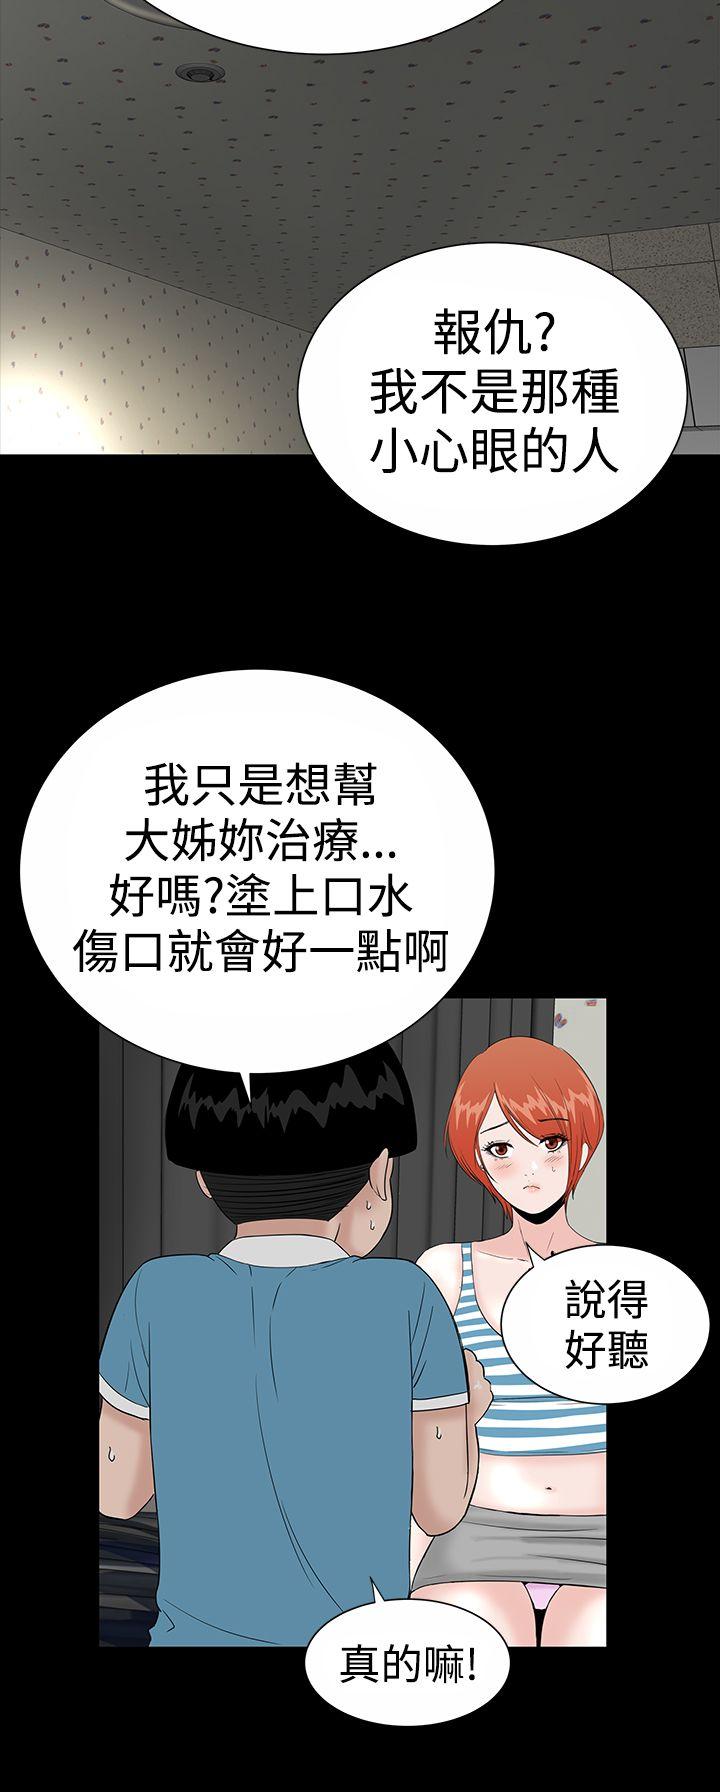 報仇?
我不是那種
小心眼的人
我只是想幫
大姊妳治療...
好嗎?塗上口水
傷口就會好一點啊
說得
好聽
真的嘛!